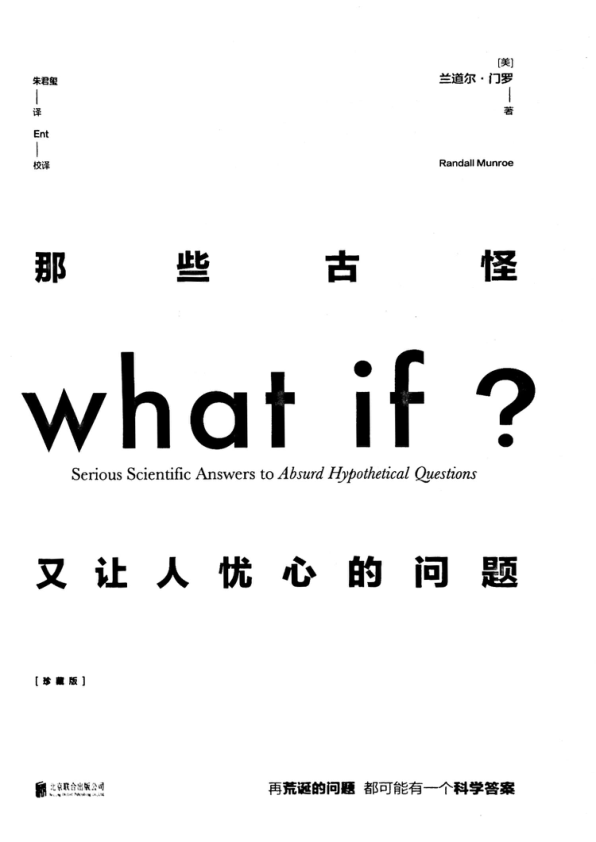 朱君玺
译
Ent
校译
[美]
兰道尔·门罗
著
Randall Munroe
那些古怪
what if ?
Serious Scientific Answers to Absurd Hypothetical Questions
又让人忧心的问题
[ 珍藏版 ]
北京联合出版公司
再荒诞的问题 都可能有一个科学答案